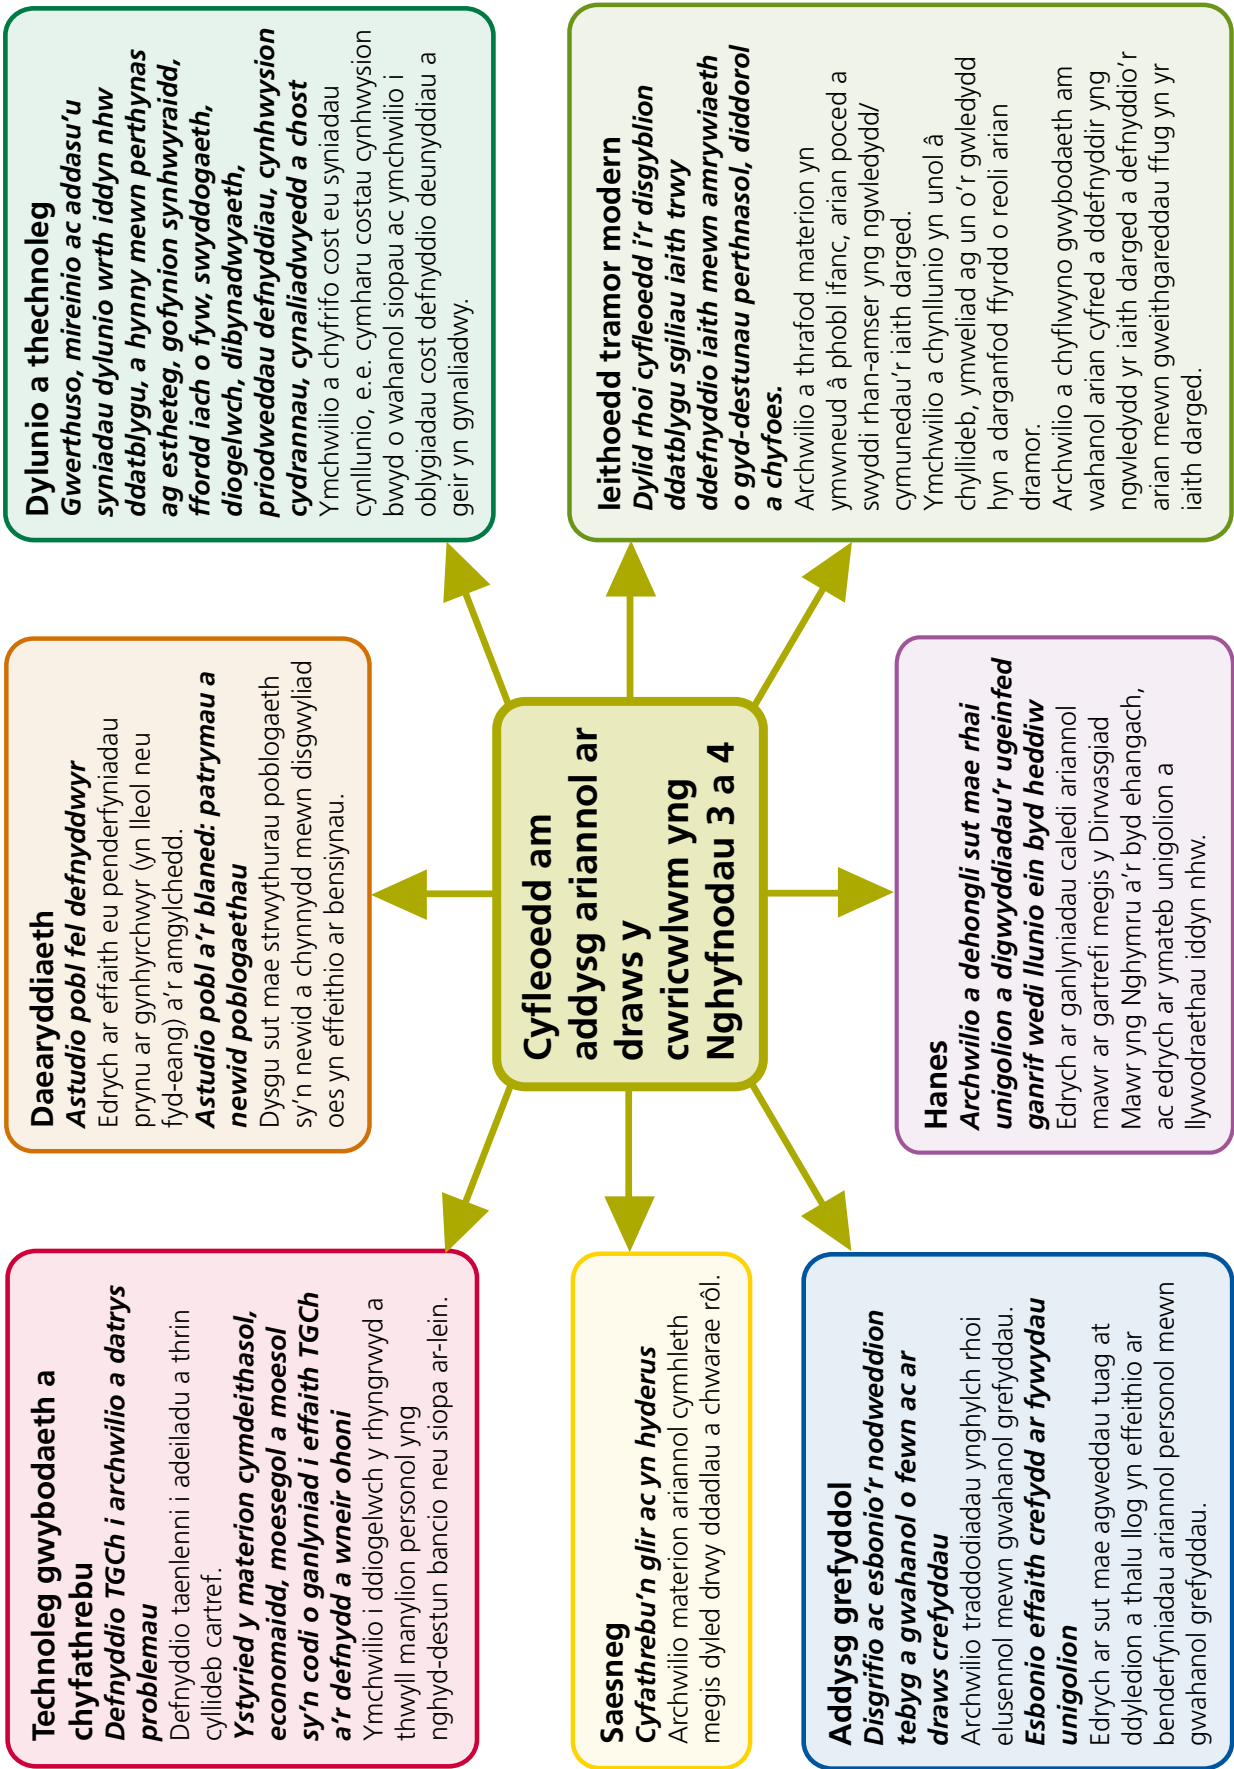 Technoleg gwybodaeth a
chyfathrebu
Defnyddio TGCh i archwilio a datrys
problemau
Defnyddio taenlenni i adeiladu a thrin
cyllideb cartref.
Ystyried y materion cymdeithasol,
economaidd, moesegol a moesol
sy'n codi o ganlyniad i effaith TGCh
a'r defnydd a wneir ohoni
Ymchwilio i ddiogelwch y rhyngrwyd a
thwyll manylion personol yng
nghyd-destun bancio neu siopa ar-lein.
Daearyddiaeth
Astudio pobl fel defnyddwyr
Edrych ar effaith eu penderfyniadau
prynu ar gynhyrchwyr (yn lleol neu
fyd-eang) a'r amgylchedd.
Astudio pobl a'r blaned: patrymau a
newid poblogaethau
Dysgu sut mae strwythurau poblogaeth
sy'n newid a chynnydd mewn disgwyliad
oes yn effeithio ar bensiynau.
Dylunio a thechnoleg
Gwerthuso, mireinio ac addasu'u
syniadau dylunio wrth iddyn nhw
ddatblygu, a hynny mewn perthynas
ag estheteg, gofynion synhwyraidd,
ffordd iach o fyw, swyddogaeth,
diogelwch, dibynadwyaeth,
priodweddau defnyddiau, cynhwysion
cydrannau, cynaliadwyedd a chost
Ymchwilio a chyfrifo cost eu syniadau
cynllunio, e.e. cymharu costau cynhwysion
bwyd o wahanol siopau ac ymchwilio i
oblygiadau cost defnyddio deunyddiau a
geir yn gynaliadwy.
Saesneg
Cyfathrebu'n glir ac yn hyderus
Archwilio materion ariannol cymhleth
megis dyled drwy ddadlau a chwarae rôl.
Cyfleoedd am
addysg ariannol ar
draws y
cwricwlwm yng
Nghyfnodau 3 a 4
Ieithoedd tramor modern
Dylid rhoi cyfleoedd i'r disgyblion
ddatblygu sgiliau iaith trwy
ddefnyddio iaith mewn amrywiaeth
o gyd-destunau perthnasol, diddorol
a chyfoes.
Archwilio a thrafod materion yn
ymwneud â phobl ifanc, arian poced a
swyddi rhan-amser yng ngwledydd/
cymunedau'r iaith darged.
Ymchwilio a chynllunio yn unol â
chyllideb, ymweliad ag un o'r gwledydd
hyn a darganfod ffyrdd o reoli arian
dramor.
Archwilio a chyflwyno gwybodaeth am
wahanol arian cyfred a ddefnyddir yng
ngwledydd yr iaith darged a defnyddio'r
arian mewn gweithgareddau ffug yn yr
iaith darged.
Addysg grefyddol
Disgrifio ac esbonio'r nodweddion
tebyg a gwahanol o fewn ac ar
draws crefyddau
Archwilio traddodiadau ynghylch rhoi
elusennol mewn gwahanol grefyddau.
Esbonio effaith crefydd ar fywydau
unigolion
Edrych ar sut mae agweddau tuag at
ddyledion a thalu llog yn effeithio ar
benderfyniadau ariannol personol mewn
gwahanol grefyddau.
Hanes
Archwilio a dehongli sut mae rhai
unigolion a digwyddiadau'r ugeinfed
ganrif wedi llunio ein byd heddiw
Edrych ar ganlyniadau caledi ariannol
mawr ar gartrefi megis y Dirwasgiad
Mawr yng Nghymru a'r byd ehangach,
ac edrych ar ymateb unigolion a
llywodraethau iddyn nhw.